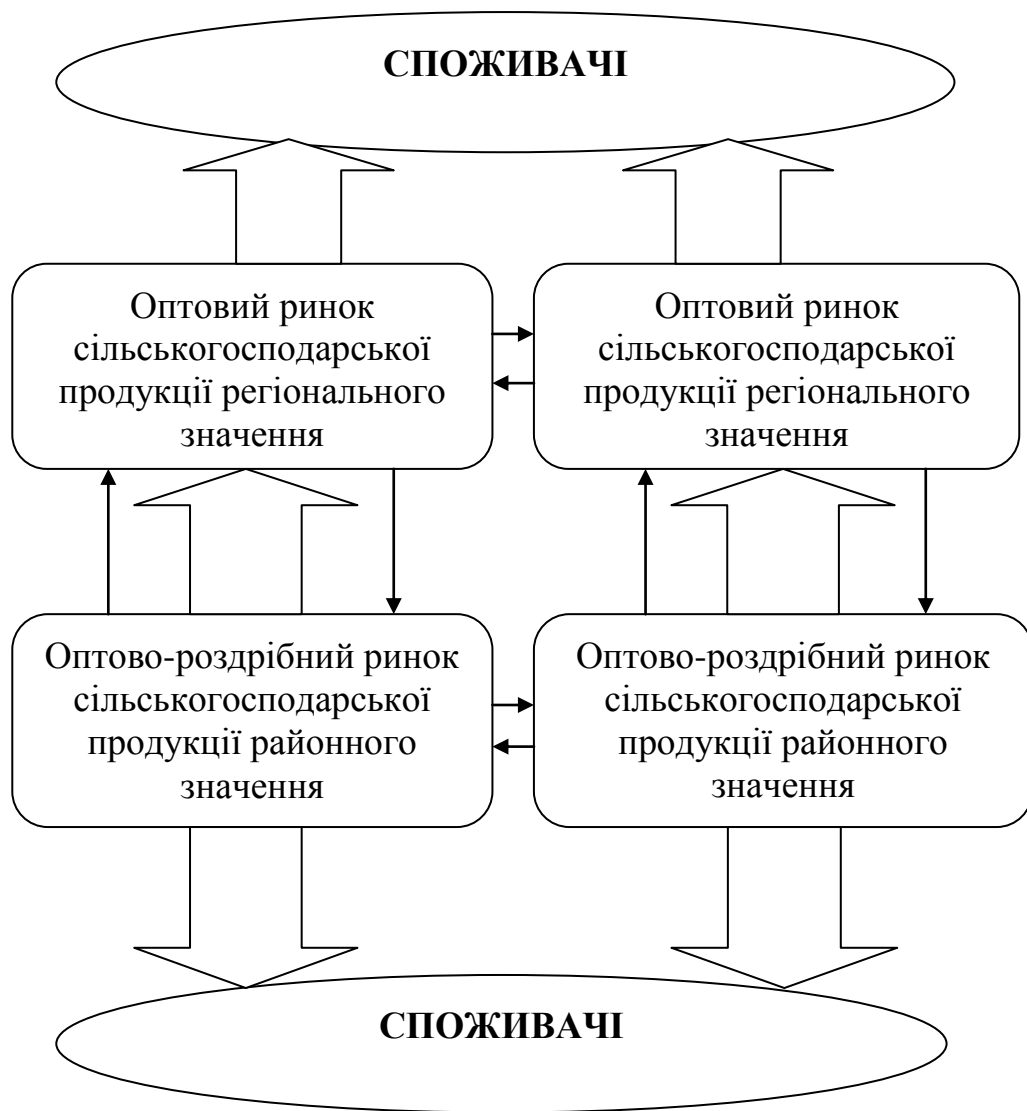 СПОЖИВАЧІ
Оптовий ринок
сільськогосподарської
продукції регіонального
значення
Оптовий ринок
сільськогосподарської
продукції регіонального
значення
Оптово-роздрібний ринок
сільськогосподарської
продукції районного
значення
Оптово-роздрібний ринок
сільськогосподарської
продукції районного
значення
СПОЖИВАЧІ